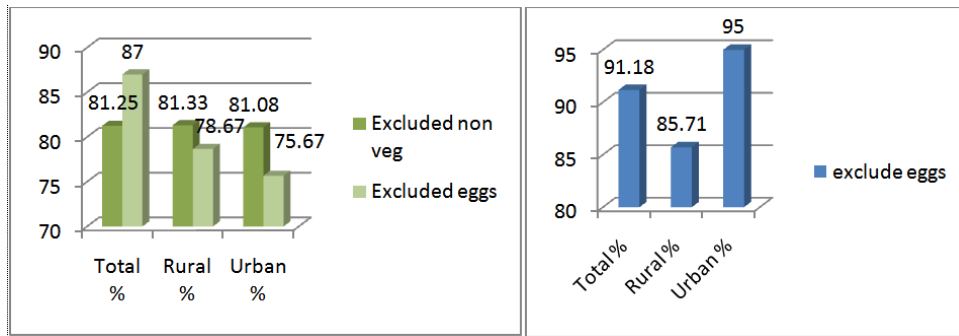 90
85
80
75
70
87
81.25
81.33
81.08
78.67
75.67
Total
%
Rural
%
Urban
%
Excluded non
veg
Excluded eggs
95
90
85
80
91.18
85.71
95
Total %
Rural %
Urban %
exclude eggs